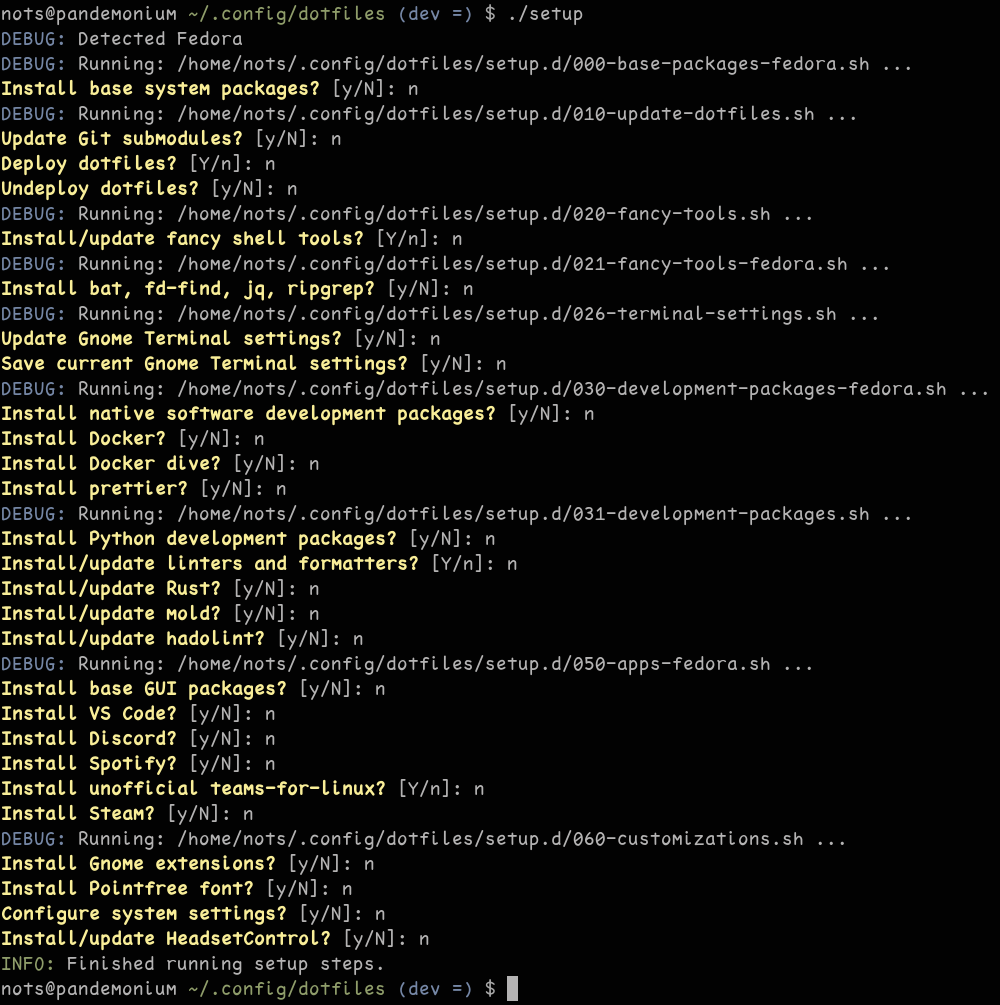 nots@pandemonium ~/.config/dotfiles (dev =) $ ./setup
DEBUG: Detected Fedora
DEBUG: Running: /home/nots/.config/dotfiles/setup.d/000-base-packages-fedora.sh ...
Install base system packages? [y/N]: n
DEBUG: Running: /home/nots/.config/dotfiles/setup.d/010-update-dotfiles.sh ...
Update Git submodules? [y/N]: n
Deploy dotfiles? [Y/n]: n
Undeploy dotfiles? [y/N]: n
DEBUG: Running: /home/nots/.config/dotfiles/setup.d/020-fancy-tools.sh ...
Install/update fancy shell tools? [Y/n]: n
DEBUG: Running: /home/nots/.config/dotfiles/setup.d/021-fancy-tools-fedora.sh ...
Install bat, fd-find, jq, ripgrep? [y/N]: n
DEBUG: Running: /home/nots/.config/dotfiles/setup.d/026-terminal-settings.sh ...
Update Gnome Terminal settings? [y/N]: n
Save current Gnome Terminal settings? [y/N]: n
DEBUG: Running: /home/nots/.config/dotfiles/setup.d/030-development-packages-fedora.sh ...
Install native software development packages? [y/N]: n
Install Docker? [y/N]: n
Install Docker dive? [y/N]: n
Install prettier? [y/N]: n
DEBUG: Running: /home/nots/.config/dotfiles/setup.d/031-development-packages.sh ...
Install Python development packages? [y/N]: n
Install/update linters and formatters? [Y/n]: n
Install/update Rust? [y/N]: n
Install/update mold? [y/N]: n
Install/update hadolint? [y/N]: n
DEBUG: Running: /home/nots/.config/dotfiles/setup.d/050-apps-fedora.sh ...
Install base GUI packages? [y/N]: n
Install VS Code? [y/N]: n
Install Discord? [y/N]: n
Install Spotify? [y/N]: n
Install unofficial teams-for-linux? [Y/n]: n
Install Steam? [y/N]: n
DEBUG: Running: /home/nots/.config/dotfiles/setup.d/060-customizations.sh ...
Install Gnome extensions? [y/N]: n
Install Pointfree font? [y/N]: n
Configure system settings? [y/N]: n
Install/update HeadsetControl? [y/N]: n
INFO: Finished running setup steps.
nots@pandemonium ~/.config/dotfiles (dev =) $